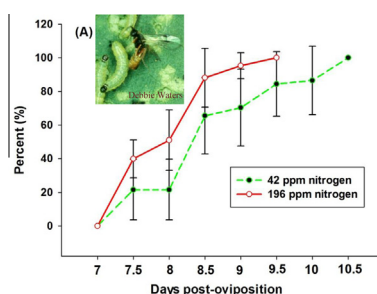 120
(A)
100
Debbie Waters
80
60
40
20
0
Percent (%)
42 ppm nitrogen
196 ppm nitrogen
7 7.5 8 8.5 9 9.5 10 10.5
Days post-oviposition